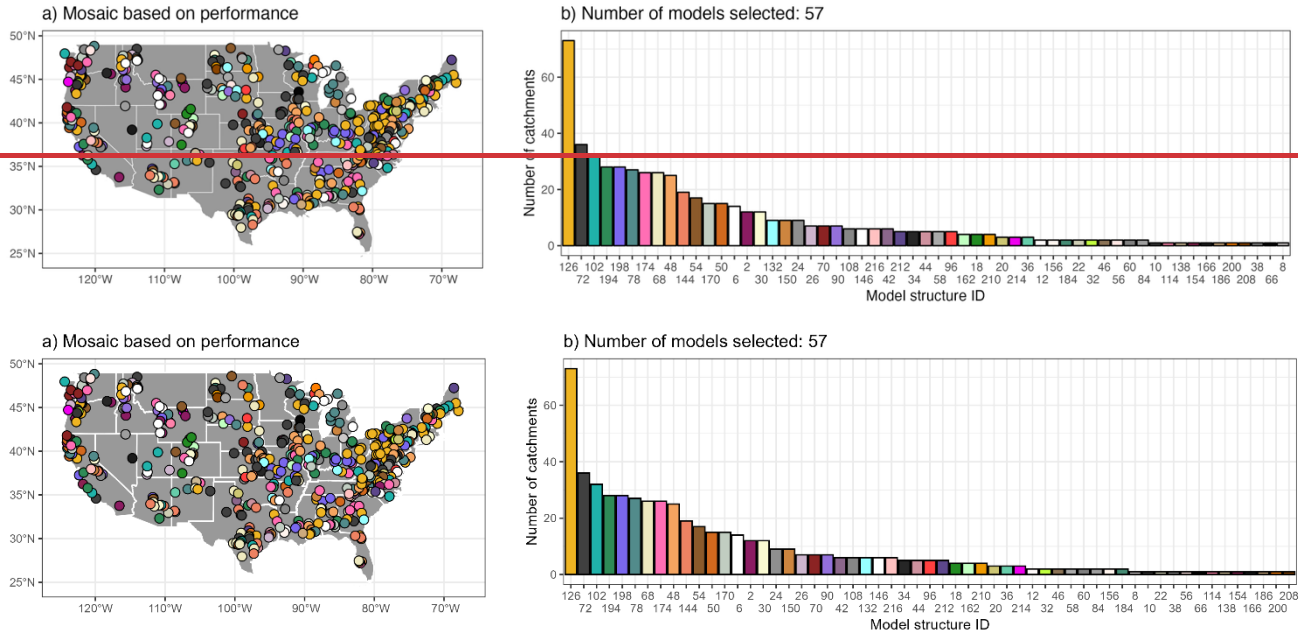 a) Mosaic based on performance
50°N
45°N
40°N
35°N
30°N
25°N
120°W 110°W 100°W 90°W 80°W 70°W
b) Number of models selected: 57
Number of catchments
60
40
20
0
126 102 198 174 48 54 50 2 132 24 70 108 216 212 44 96 18 20 36 156 22 46 60 10 138 166 200 38 8
72 194 78 68 144 170 6 30 150 26 90 146 42 34 58 162 210 214 12 184 32 84 114 154 186 208 66
Model structure ID
a) Mosaic based on performance
50°N
45°N
40°N
35°N
30°N
25°N
120°W 110°W 100°W 90°W 80°W 70°W
b) Number of models selected: 57
Number of catchments
60
40
20
0
126 102 198 68 48 54 170 2 24 26 90 108 146 34 96 18 20 36 12 46 60 156 8 22 56 114 154 186 208
72 194 78 174 144 50 6 30 150 70 42 132 216 44 212 162 210 214 32 58 84 184 10 38 66 138 166 200
Model structure ID